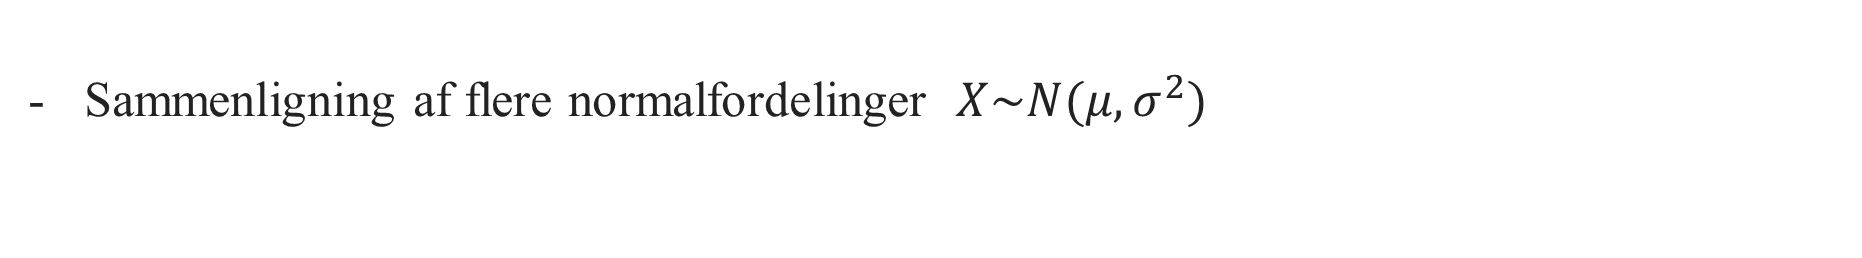 - Sammenligning af flere normalfordelinger X~N(μ, σ²)